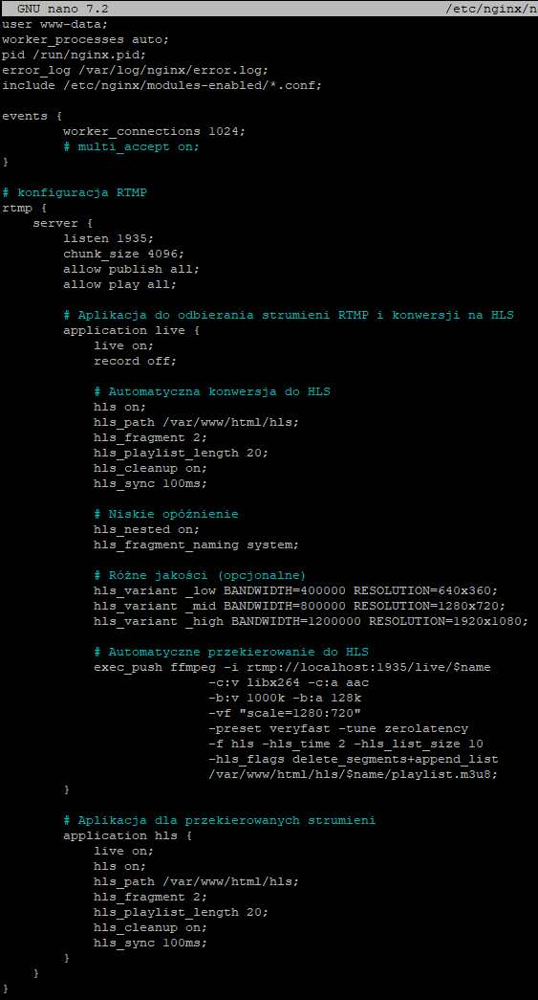 GNU nano 7.2 /etc/nginx/n
user www-data;
worker_processes auto;
pid /run/nginx.pid;
error_log /var/log/nginx/error.log;
include /etc/nginx/modules-enabled/*.conf;
events {
worker_connections 1024;
# multi_accept on;
}
# konfiguracja RTMP
rtmp {
server {
listen 1935;
chunk_size 4096;
allow publish all;
allow play all;
# Aplikacja do odbierania strumieni RTMP i konwersji na HLS
application live {
live on;
record off;
# Automatyczna konwersja do HLS
hls on;
hls_path /var/www/html/hls;
hls_fragment 2;
hls_playlist_length 20;
hls_cleanup on;
hls_sync 100ms;
# Niskie opóźnienie
hls_nested on;
hls_fragment_naming system;
# Różne jakości (opcjonalne)
hls_variant _low BANDWIDTH=400000 RESOLUTION=640x360;
hls_variant _mid BANDWIDTH=800000 RESOLUTION=1280x720;
hls_variant _high BANDWIDTH=1200000 RESOLUTION=1920x1080;
# Automatyczne przekierowanie do HLS
exec_push ffmpeg -i rtmp://localhost:1935/live/$name
-c:v libx264 -c:a aac
-b:v 1000k -b:a 128k
-vf "scale=1280:720"
-preset veryfast -tune zerolatency
-f hls -hls_time 2 -hls_list_size 10
-hls_flags delete_segments+append_list
/var/www/html/hls/$name/playlist.m3u8;
}
# Aplikacja dla przekierowanych strumieni
application hls {
live on;
hls on;
hls_path /var/www/html/hls;
hls_fragment 2;
hls_playlist_length 20;
hls_cleanup on;
hls_sync 100ms;
}
}
}